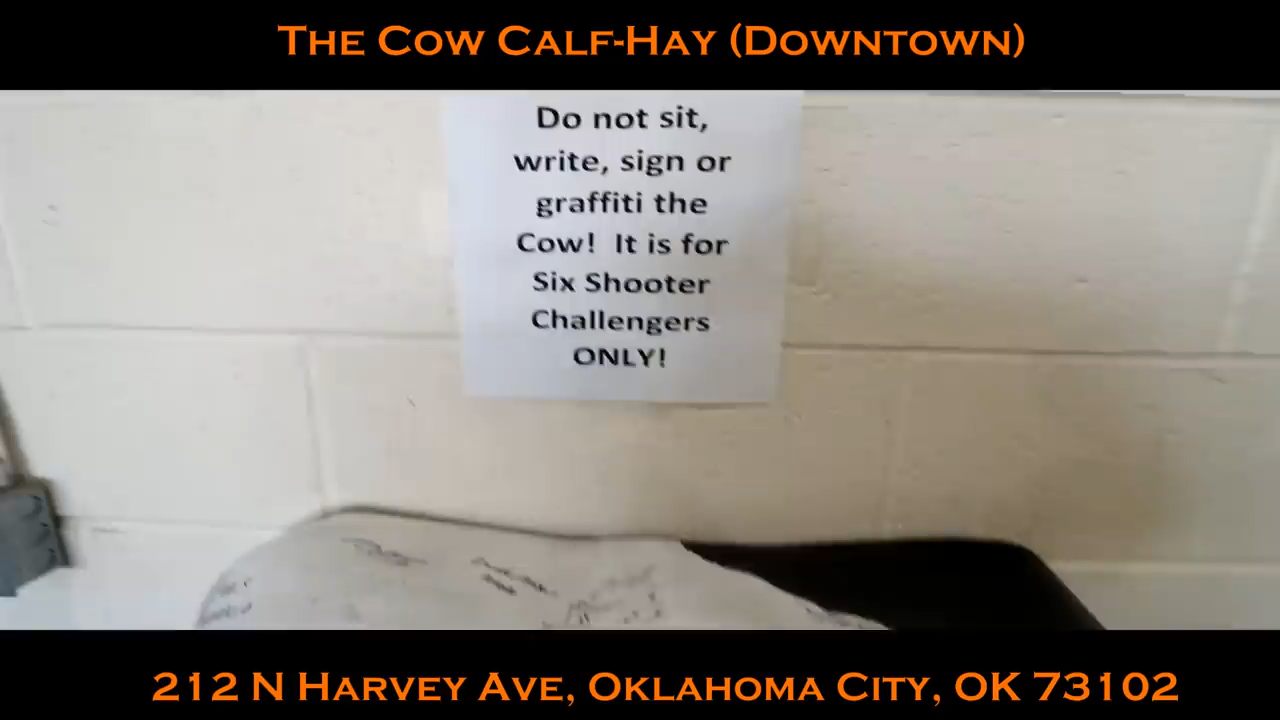 The Cow Calf-Hay (Downtown)
Do not sit,
write, sign or
graffiti the
Cow! It is for
Six Shooter
Challengers
ONLY!
212 N Harvey Ave, Oklahoma City, OK 73102